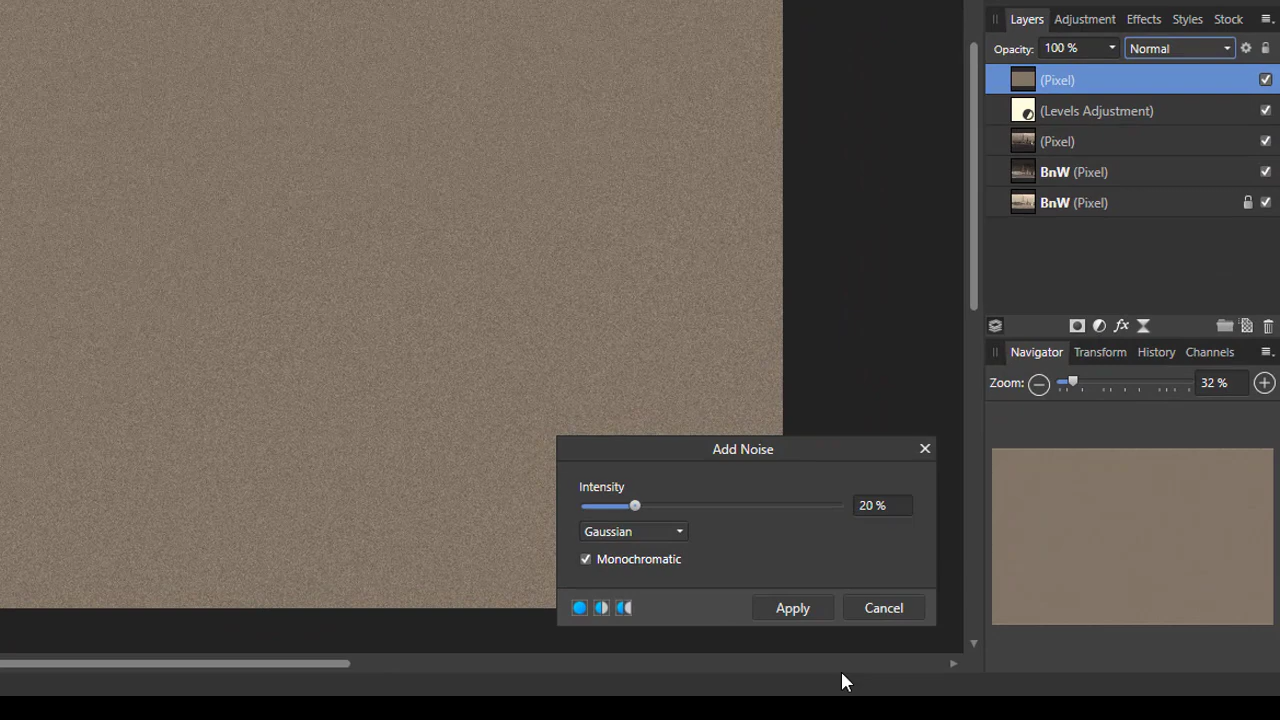 Layers Adjustment Effects Styles Stock
Opacity: 100 % Normal
(Pixel)
(Levels Adjustment)
(Pixel)
BnW (Pixel)
BnW (Pixel)
fx
Navigator Transform History Channels
Zoom: 32 %
Add Noise
Intensity
20 %
Gaussian
Monochromatic
Apply Cancel